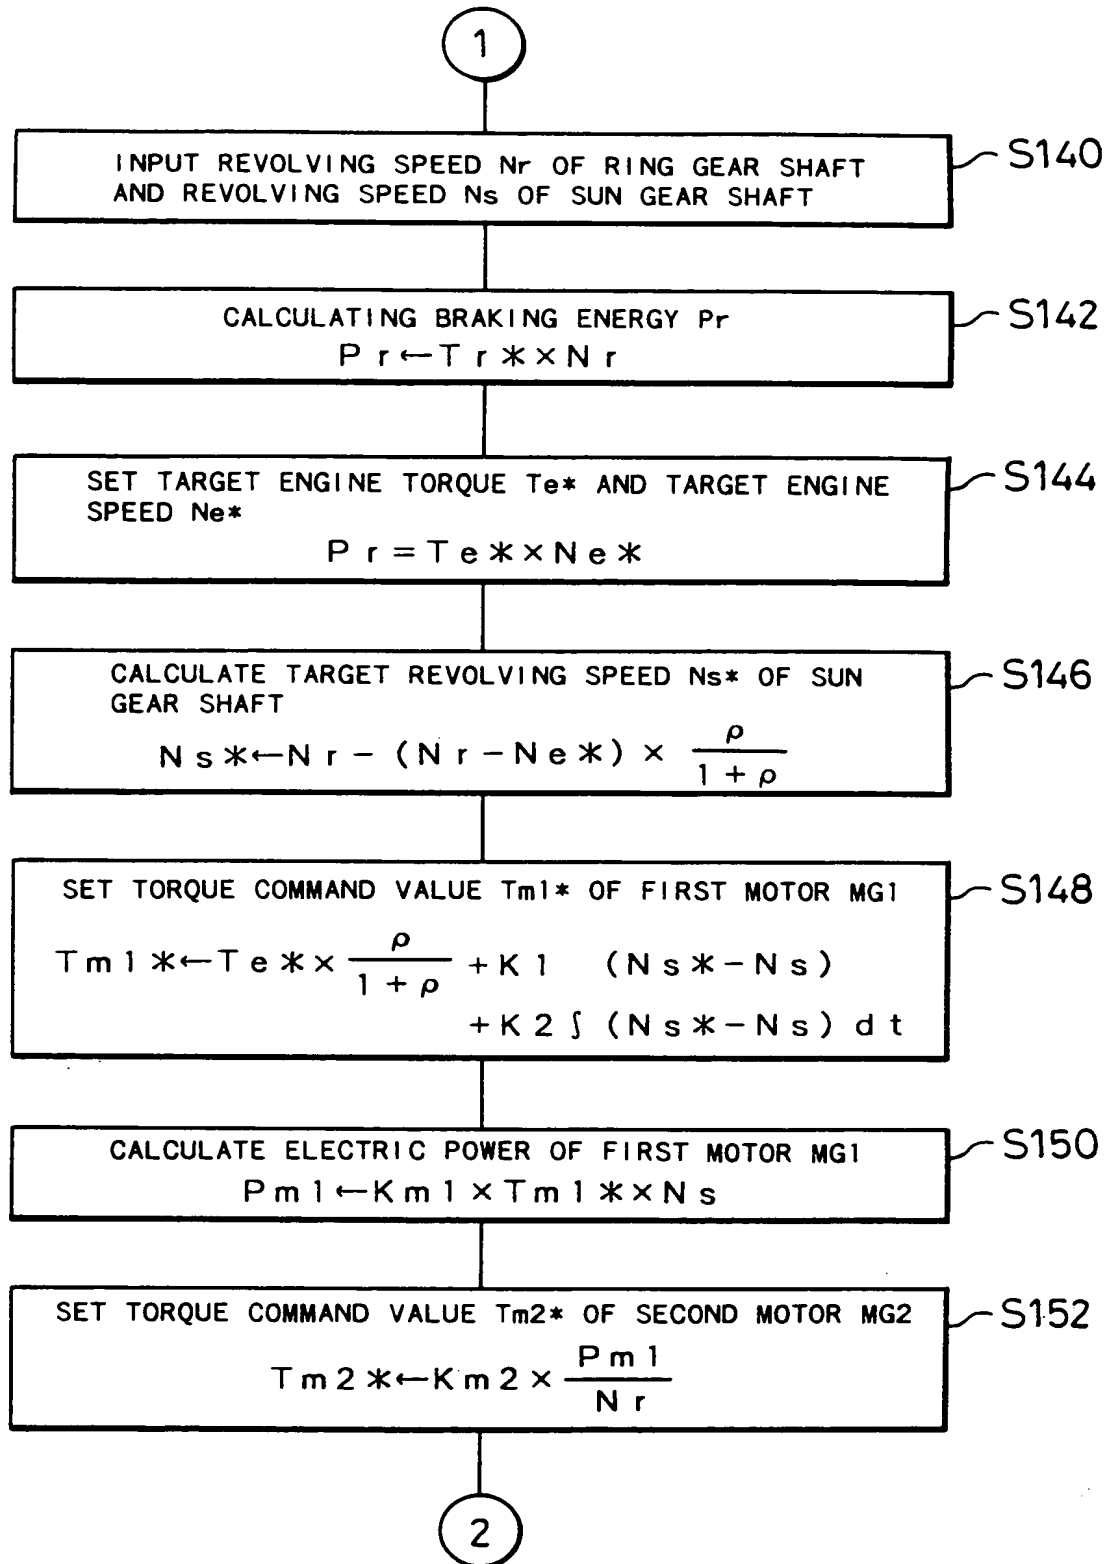 1
INPUT REVOLVING SPEED Nr OF RING GEAR SHAFT
AND REVOLVING SPEED Ns OF SUN GEAR SHAFT
S140
CALCULATING BRAKING ENERGY Pr
Pr←Tr*×Nr
S142
SET TARGET ENGINE TORQUE Te* AND TARGET ENGINE
SPEED Ne*
Pr=Te*×Ne*
S144
CALCULATE TARGET REVOLVING SPEED Ns* OF SUN
GEAR SHAFT
Ns*←Nr-(Nr-Ne*)× ρ/(1+ρ)
S146
SET TORQUE COMMAND VALUE Tm1* OF FIRST MOTOR MG1
Tm1*←Te*× ρ/(1+ρ) +K1 (Ns*-Ns)
+K2∫(Ns*-Ns)dt
S148
CALCULATE ELECTRIC POWER OF FIRST MOTOR MG1
Pm1←Km1×Tm1*×Ns
S150
SET TORQUE COMMAND VALUE Tm2* OF SECOND MOTOR MG2
Tm2*←Km2× Pm1/Nr
S152
2